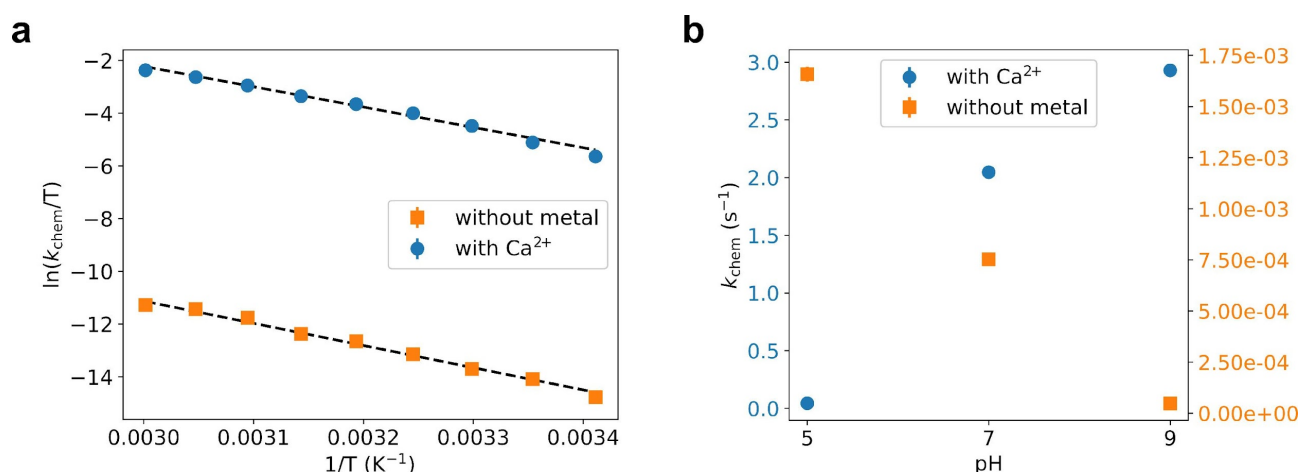 a
−2
−4
−6
−8
−10
−12
−14
ln(k_chem/T)
without metal
with Ca²⁺
0.0030 0.0031 0.0032 0.0033 0.0034
1/T (K⁻¹)
b
3.0
2.5
2.0
1.5
1.0
0.5
0.0
k_chem (s⁻¹)
with Ca²⁺
without metal
1.75e-03
1.50e-03
1.25e-03
1.00e-03
7.50e-04
5.00e-04
2.50e-04
0.00e+00
5 7 9
pH